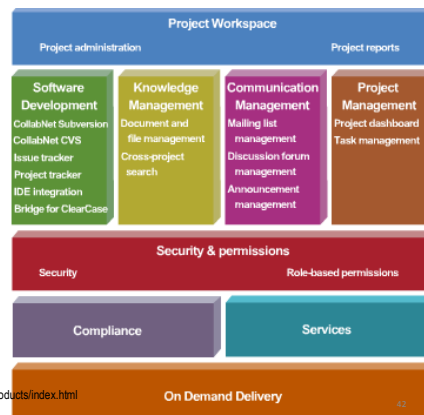 Project Workspace
Project administration
Project reports
Software
Development
CollabNet Subversion
CollabNet CVS
Issue tracker
Project tracker
IDE integration
Bridge for ClearCase
Knowledge
Management
Document and
file management
Cross-project
search
Communication
Management
Mailing list
management
Discussion forum
management
Announcement
management
Project
Management
Project dashboard
Task management
Security & permissions
Security
Role-based permissions
Compliance
Services
oducts/index.html
On Demand Delivery
42